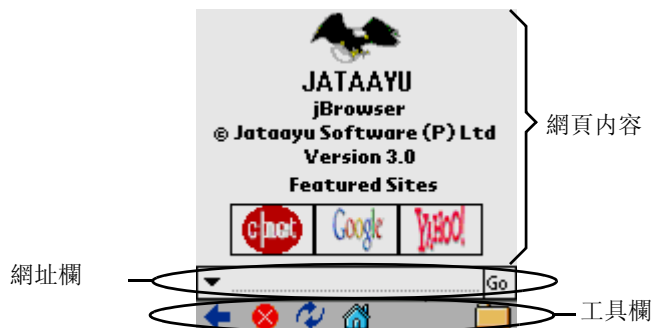 JATAAYU
jBrowser
© Jataayu Software (P) Ltd
Version 3.0
Featured Sites
c|net Google YAHOO!
網頁内容
網址欄
Go
工具欄